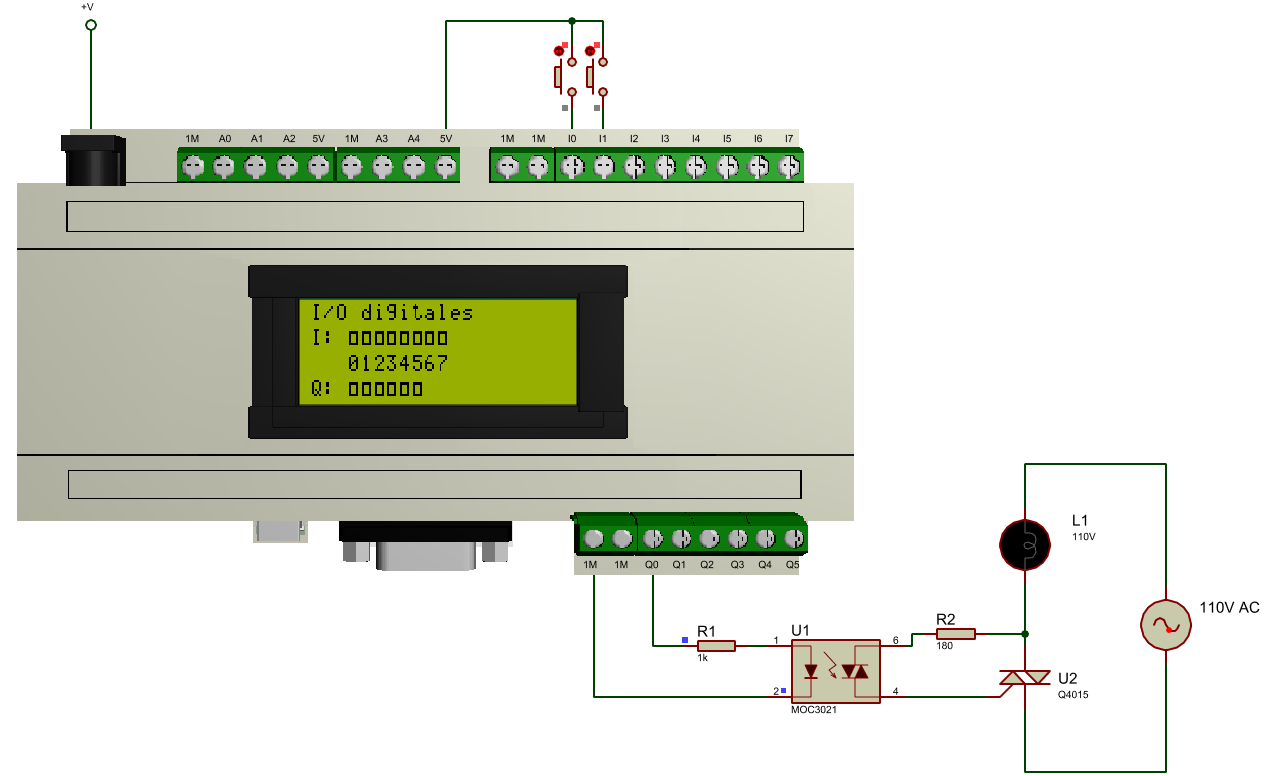 +V
1M A0 A1 A2 5V 1M A3 A4 5V 1M 1M I0 I1 I2 I3 I4 I5 I6 I7
I/O digitales
I:
01234567
Q:
1M 1M Q0 Q1 Q2 Q3 Q4 Q5
L1
110V
110V AC
R1
1k
1
2
U1
MOC3021
6
4
R2
180
U2
Q4015